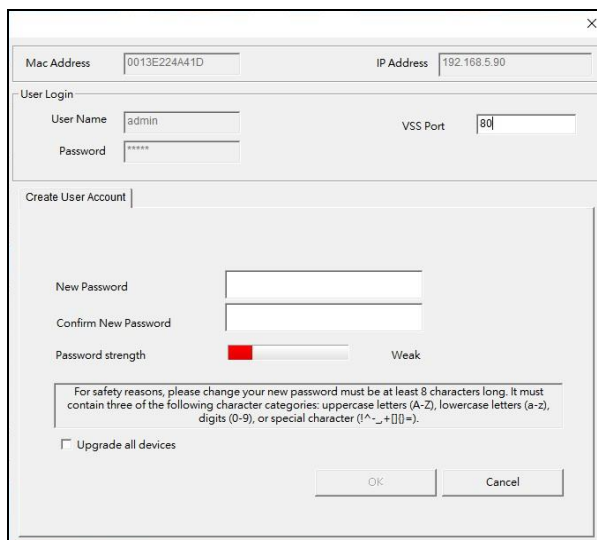 ×
Mac Address 0013E224A41D IP Address 192.168.5.90
User Login
User Name admin VSS Port 80
Password *****
Create User Account
New Password
Confirm New Password
Password strength Weak
For safety reasons, please change your new password must be at least 8 characters long. It must
contain three of the following character categories: uppercase letters (A-Z), lowercase letters (a-z),
digits (0-9), or special character (!^-_,+[]{}=).
Upgrade all devices
OK Cancel